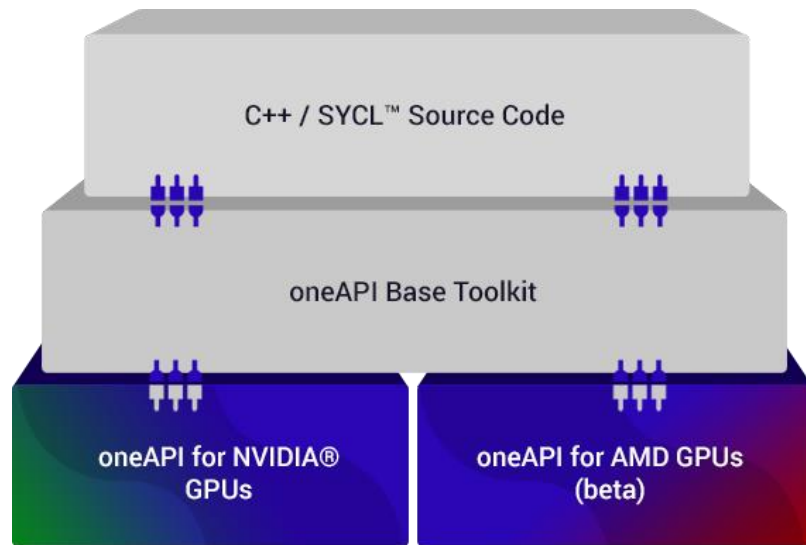 C++ / SYCL™ Source Code
oneAPI Base Toolkit
oneAPI for NVIDIA®
GPUs
oneAPI for AMD GPUs
(beta)